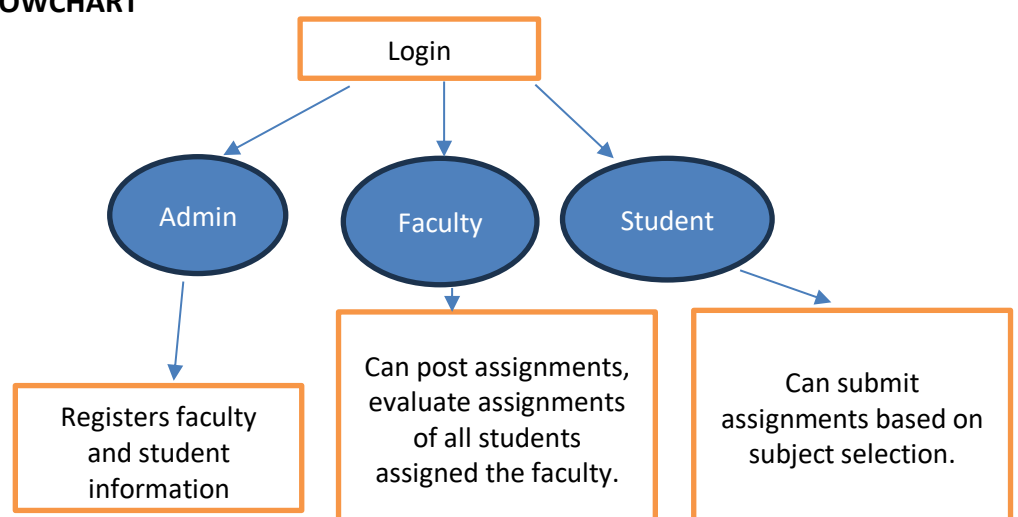 OWCHART
Login
Admin
Faculty
Student
Registers faculty
and student
information
Can post assignments,
evaluate assignments
of all students
assigned the faculty.
Can submit
assignments based on
subject selection.